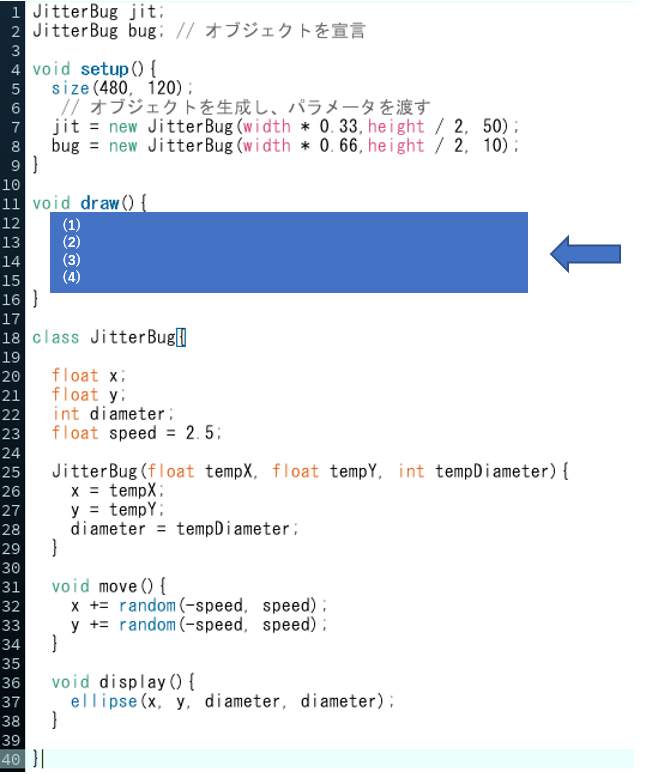 1 JitterBug jit;
2 JitterBug bug; // オブジェクトを宣言
3
4 void setup(){
5 size(480, 120);
6 // オブジェクトを生成し、パラメータを渡す
7 jit = new JitterBug(width * 0.33,height / 2, 50);
8 bug = new JitterBug(width * 0.66,height / 2, 10);
9 }
10
11 void draw(){
12 (1)
13 (2)
14 (3)
15 (4)
16 }
17
18 class JitterBug{
19
20 float x;
21 float y;
22 int diameter;
23 float speed = 2.5;
24
25 JitterBug(float tempX, float tempY, int tempDiameter){
26 x = tempX;
27 y = tempY;
28 diameter = tempDiameter;
29 }
30
31 void move(){
32 x += random(-speed, speed);
33 y += random(-speed, speed);
34 }
35
36 void display(){
37 ellipse(x, y, diameter, diameter);
38 }
39
40 }